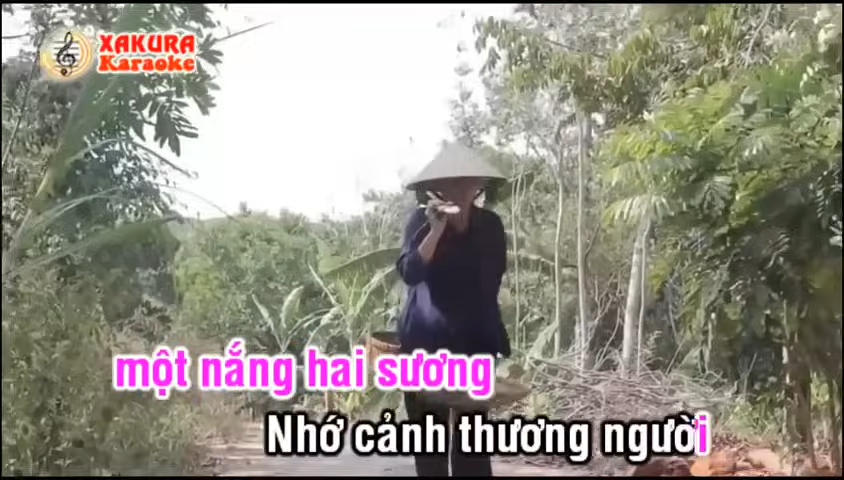 XAKURA
Karaoke
một nắng hai sương
Nhớ cảnh thương người